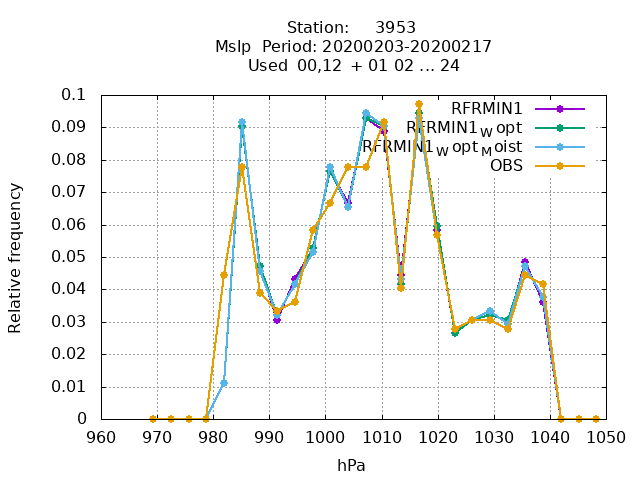 Station: 3953
Mslp Period: 20200203-20200217
Used 00,12 + 01 02 ... 24
0.1
0.09
0.08
0.07
0.06
0.05
0.04
0.03
0.02
0.01
0
Relative frequency
RFRMIN1
RFRMIN1_Wopt
RFRMIN1_Wopt_Moist
OBS
960 970 980 990 1000 1010 1020 1030 1040 1050
hPa